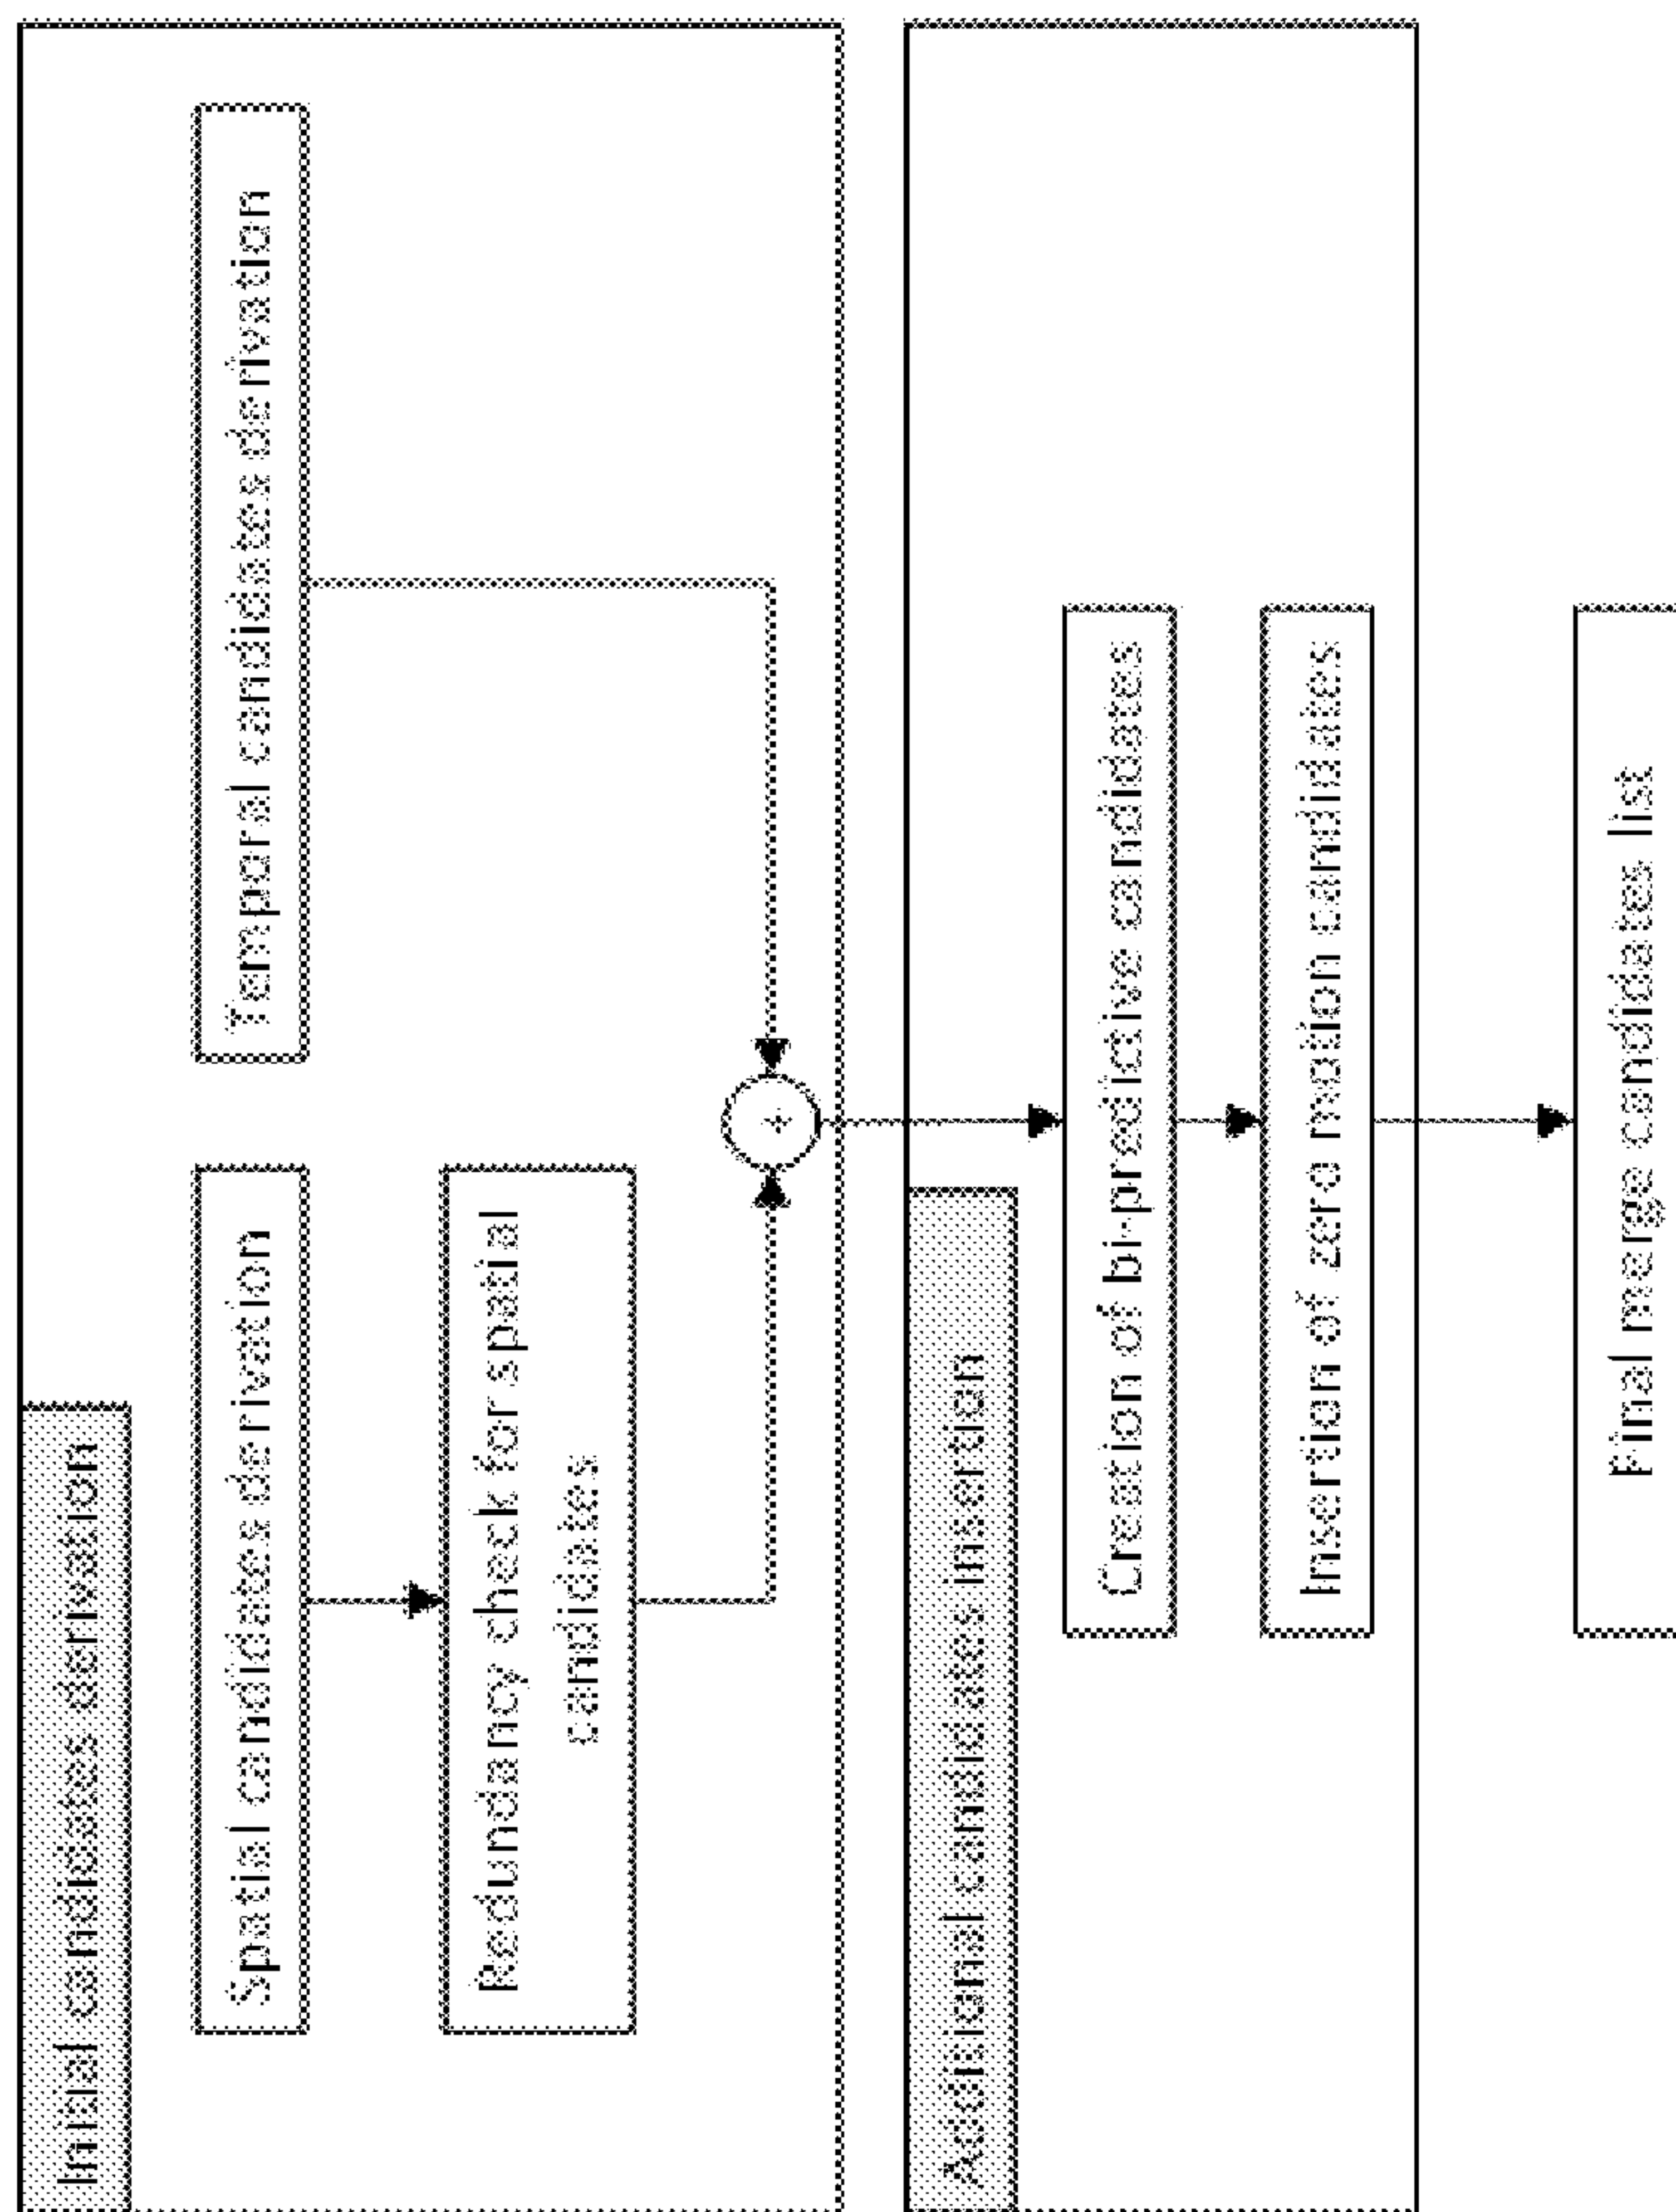 Initial candidates derivation
Spatial candidates derivation
Temporal candidates derivation
Redundancy check for spatial
candidates
+
Additional candidates insertion
Creation of bi-predictive candidates
Insertion of zero motion candidates
Final merge candidates list